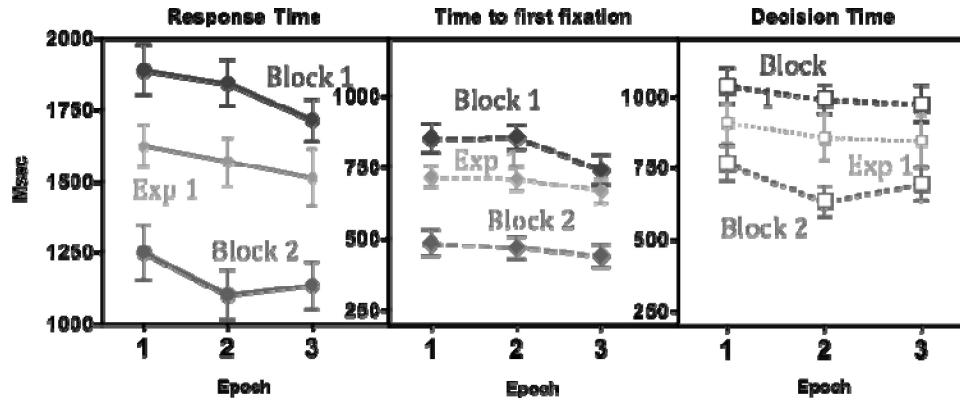 Response Time
Time to first fixation
Decision Time
Msec
2000
1750
1500
1250
1000
Block 1
Exp 1
Block 2
1 2 3
Epoch
1000
750
500
250
Block 1
Exp 1
Block 2
1 2 3
Epoch
1000
750
500
250
Block
1
Exp 1
Block 2
1 2 3
Epoch